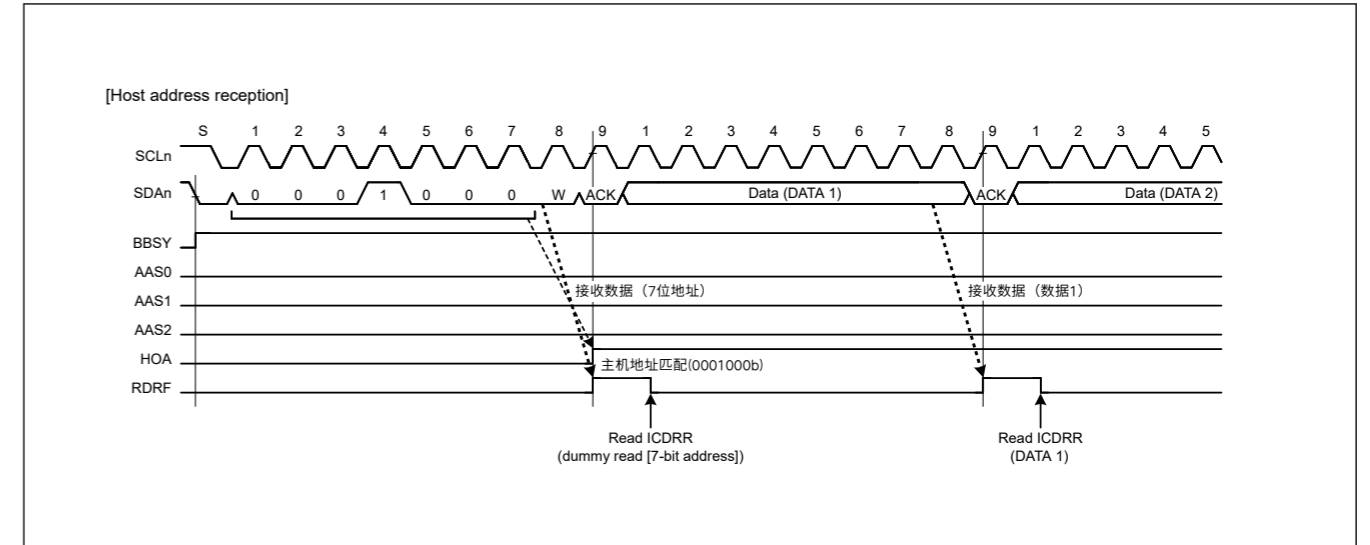 [Host address reception]
S 1 2 3 4 5 6 7 8 9 1 2 3 4 5 6 7 8 9 1 2 3 4 5
SCLn
SDAn 0 0 0 1 0 0 0 W ACK Data (DATA 1) ACK Data (DATA 2)
BBSY
AAS0
接收数据（7位地址） 接收数据（数据1）
AAS1
AAS2
HOA
主机地址匹配(0001000b)
RDRF
Read ICDRR Read ICDRR
(dummy read [7-bit address]) (DATA 1)